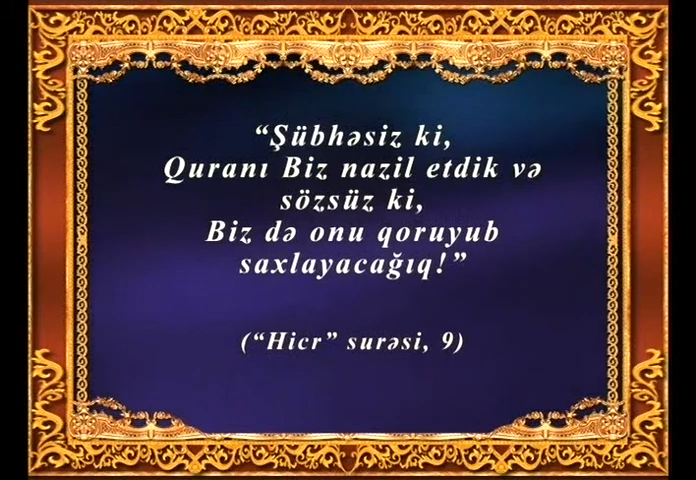 “Şübhəsiz ki,
Quranı Biz nazil etdik və
sözsüz ki,
Biz də onu qoruyub
saxlayacağıq!”
(“Hicr” surəsi, 9)